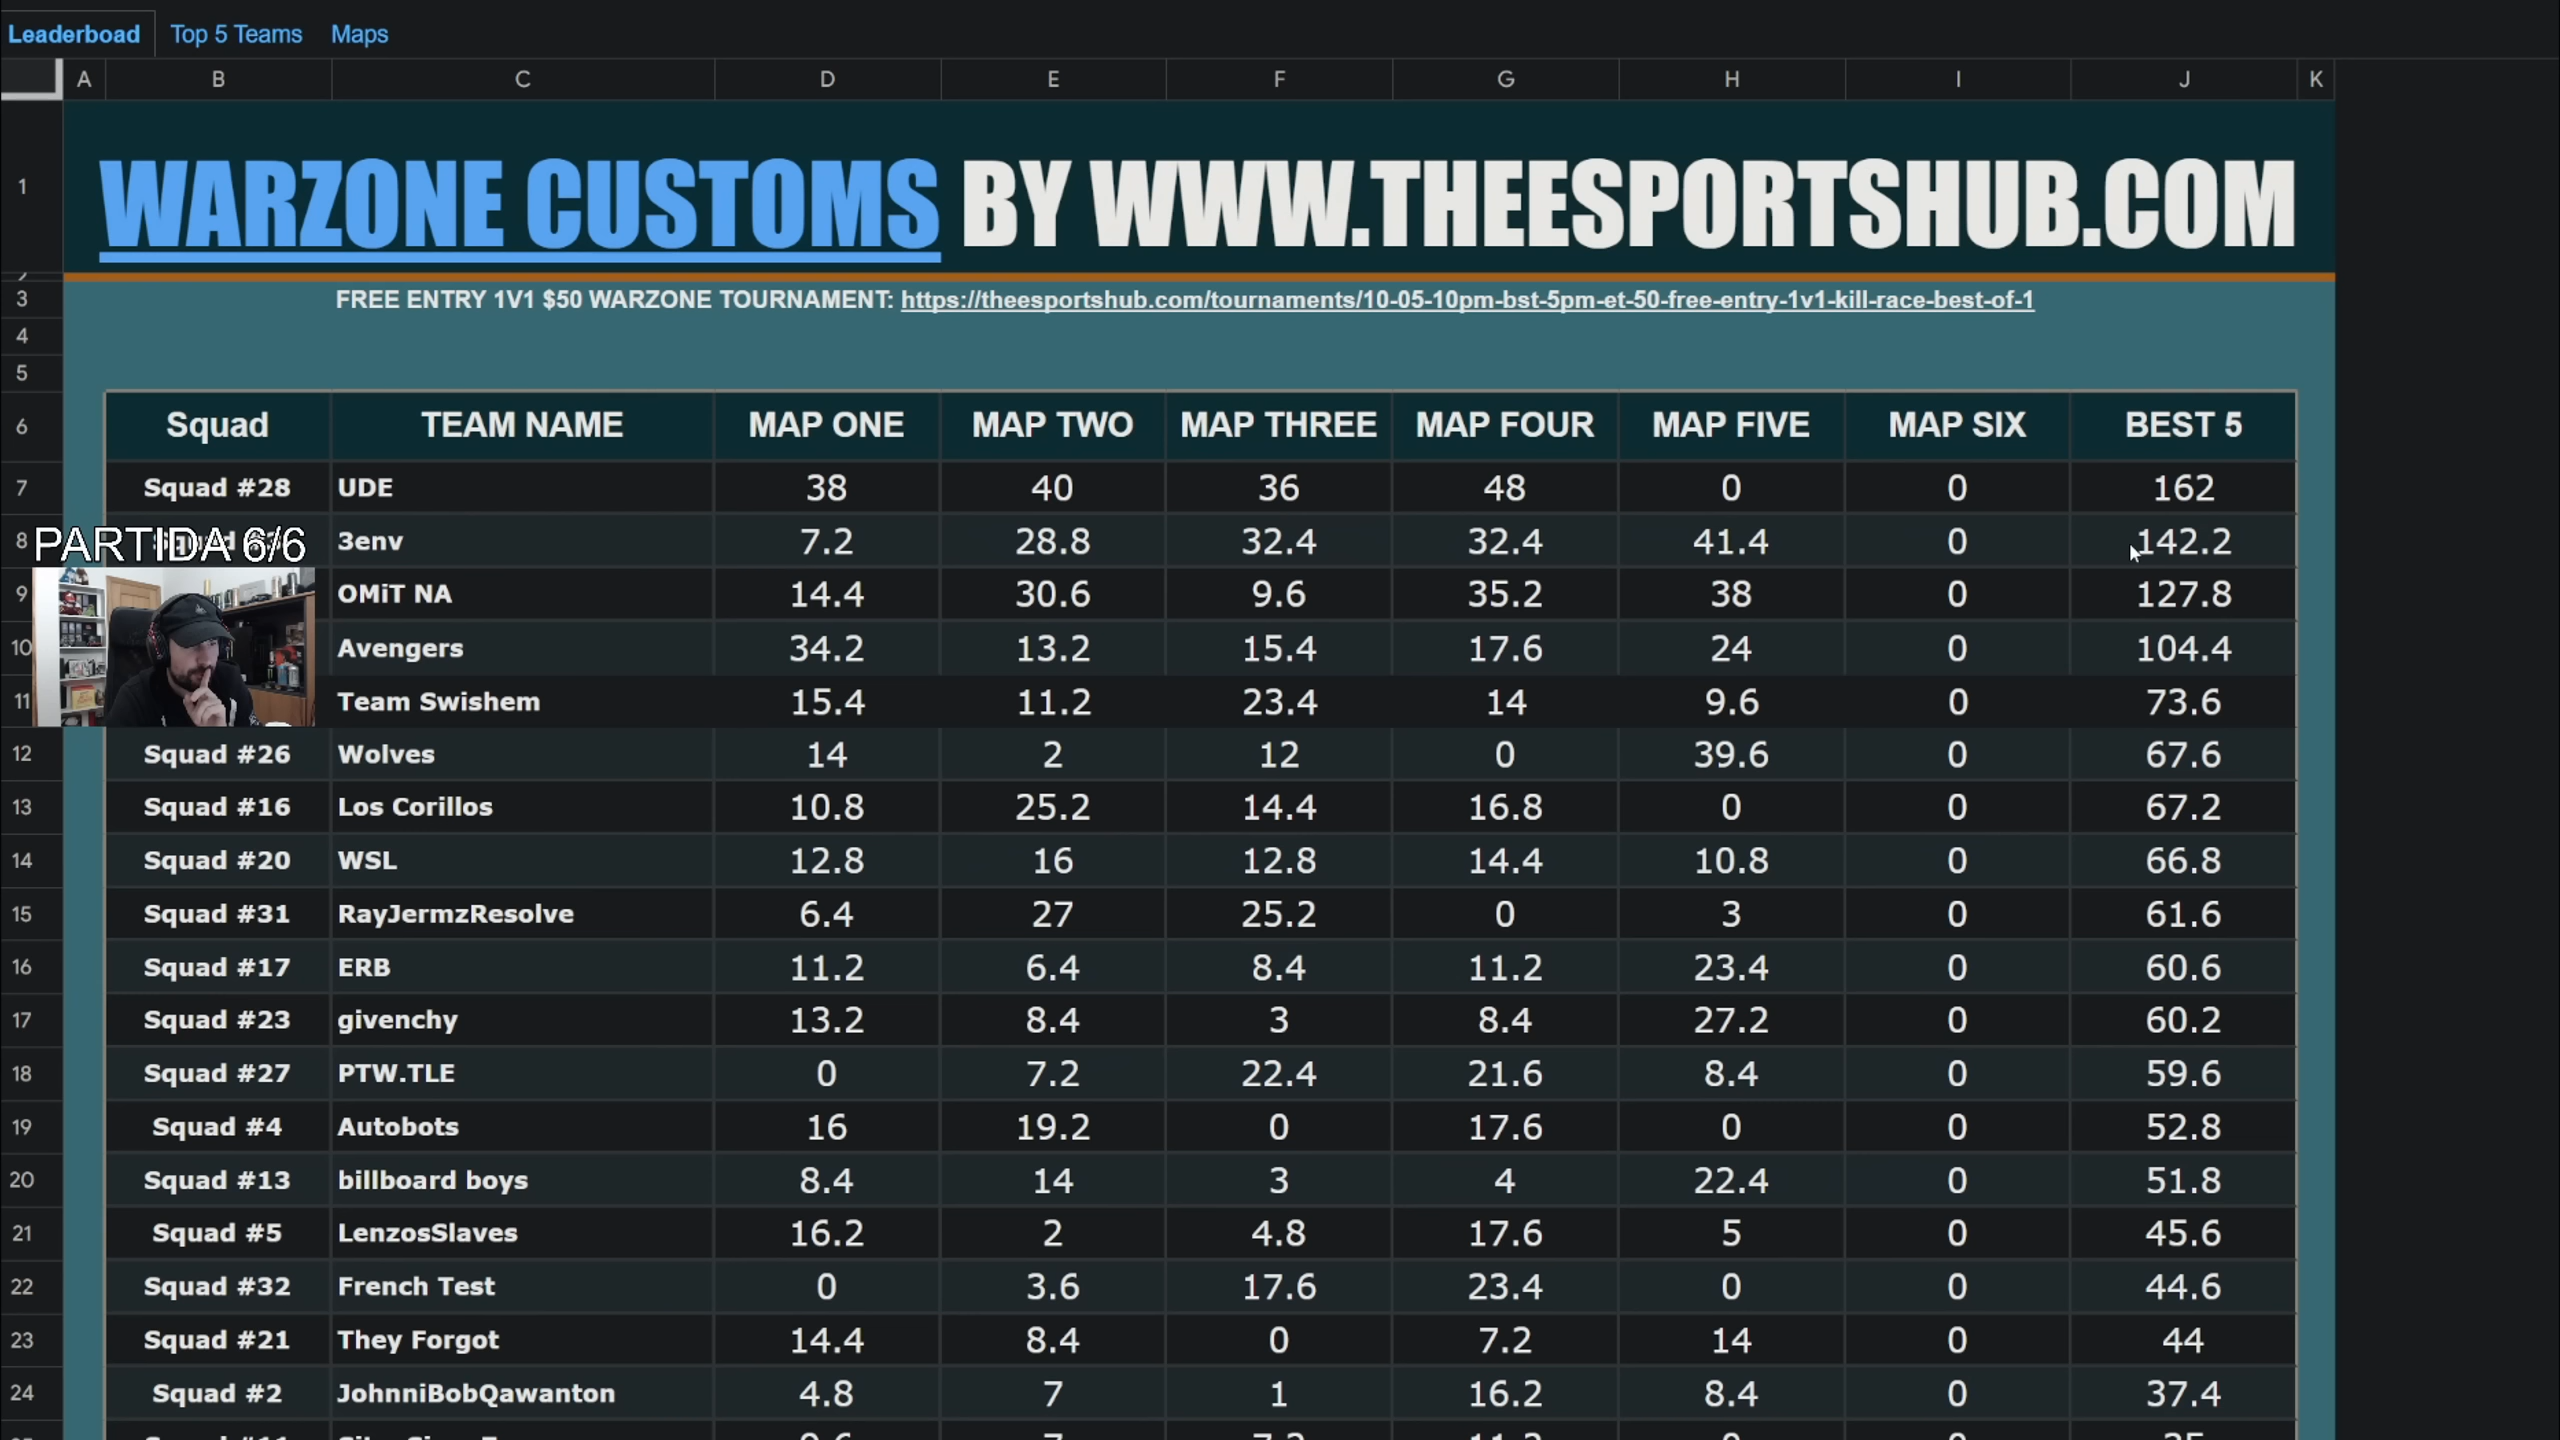 Leaderboad Top 5 Teams Maps
A B C D E F G H I J K
1 WARZONE CUSTOMS BY WWW.THEESPORTSHUB.COM
3 FREE ENTRY 1V1 $50 WARZONE TOURNAMENT: https://theesportshub.com/tournaments/10-05-10pm-bst-5pm-et-50-free-entry-1v1-kill-race-best-of-1
4
5
6 Squad TEAM NAME MAP ONE MAP TWO MAP THREE MAP FOUR MAP FIVE MAP SIX BEST 5
7 Squad #28 UDE 38 40 36 48 0 0 162
8 PARTIDA 6/6 3env 7.2 28.8 32.4 32.4 41.4 0 142.2
9 OMiT NA 14.4 30.6 9.6 35.2 38 0 127.8
10 Avengers 34.2 13.2 15.4 17.6 24 0 104.4
11 Team Swishem 15.4 11.2 23.4 14 9.6 0 73.6
12 Squad #26 Wolves 14 2 12 0 39.6 0 67.6
13 Squad #16 Los Corillos 10.8 25.2 14.4 16.8 0 0 67.2
14 Squad #20 WSL 12.8 16 12.8 14.4 10.8 0 66.8
15 Squad #31 RayJermzResolve 6.4 27 25.2 0 3 0 61.6
16 Squad #17 ERB 11.2 6.4 8.4 11.2 23.4 0 60.6
17 Squad #23 givenchy 13.2 8.4 3 8.4 27.2 0 60.2
18 Squad #27 PTW.TLE 0 7.2 22.4 21.6 8.4 0 59.6
19 Squad #4 Autobots 16 19.2 0 17.6 0 0 52.8
20 Squad #13 billboard boys 8.4 14 3 4 22.4 0 51.8
21 Squad #5 LenzosSlaves 16.2 2 4.8 17.6 5 0 45.6
22 Squad #32 French Test 0 3.6 17.6 23.4 0 0 44.6
23 Squad #21 They Forgot 14.4 8.4 0 7.2 14 0 44
24 Squad #2 JohnniBobQawanton 4.8 7 1 16.2 8.4 0 37.4